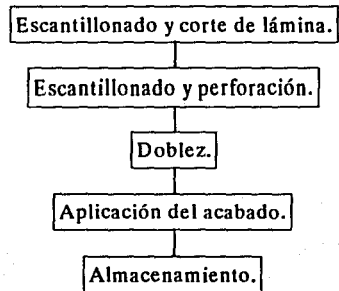 Escantillonado y corte de lámina.
Escantillonado y perforación.
Doblez.
Aplicación del acabado.
Almacenamiento.